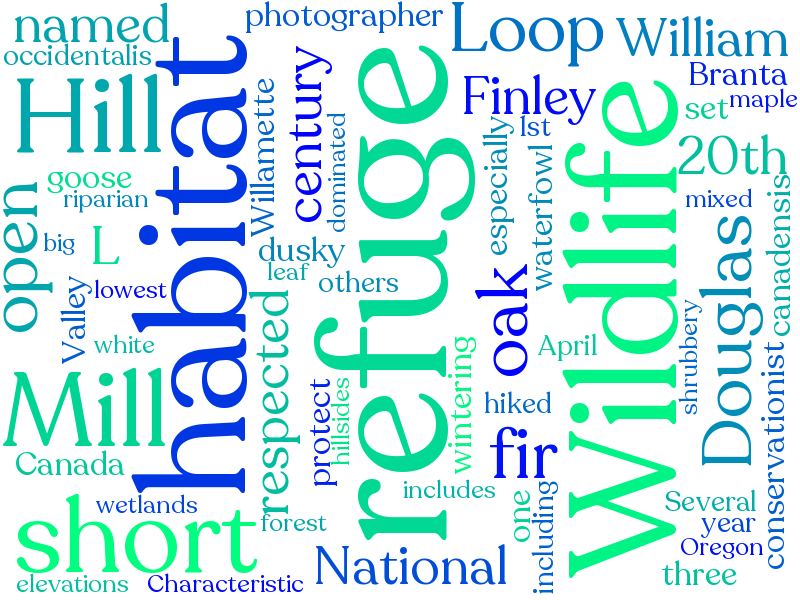 named
photographer
Loop
William
occidentalis
Hill
habitat
Willamette
century
dominated
refuge
Finley
lst
especially
waterfowl
Wildlife
Branta
maple
set
20th
goose
riparian
open
big
L
dusky
leaf
others
mixed
canadensis
Valley
lowest
white
respected
oak
April
shrubbery
Douglas
Mill
Canada
protect
hillsides
wintering
hiked
fir
conservationist
wetlands
short
forest
includes
one
including
Several
year
Oregon
three
elevations
Characteristic
National